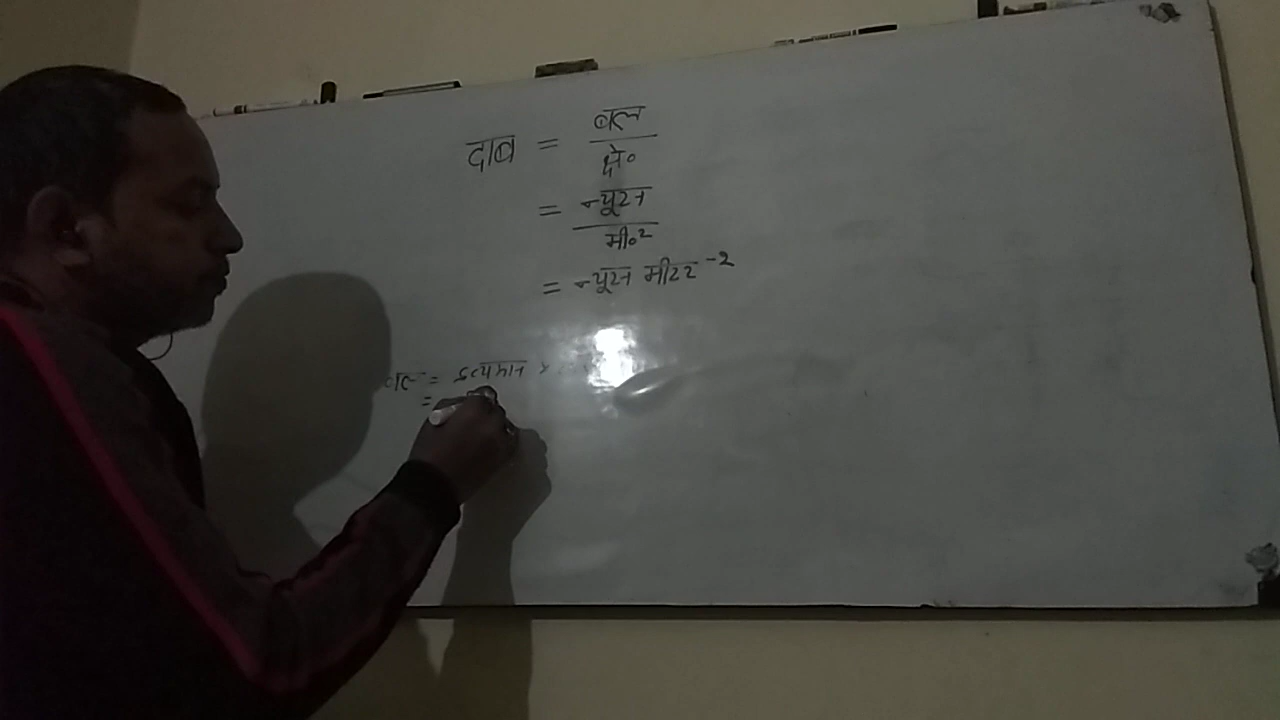 दाब = बल
क्षे०
= न्यूटन
मी०²
= न्यूटन मीटर⁻²
बल = द्रव्यमान ×
=